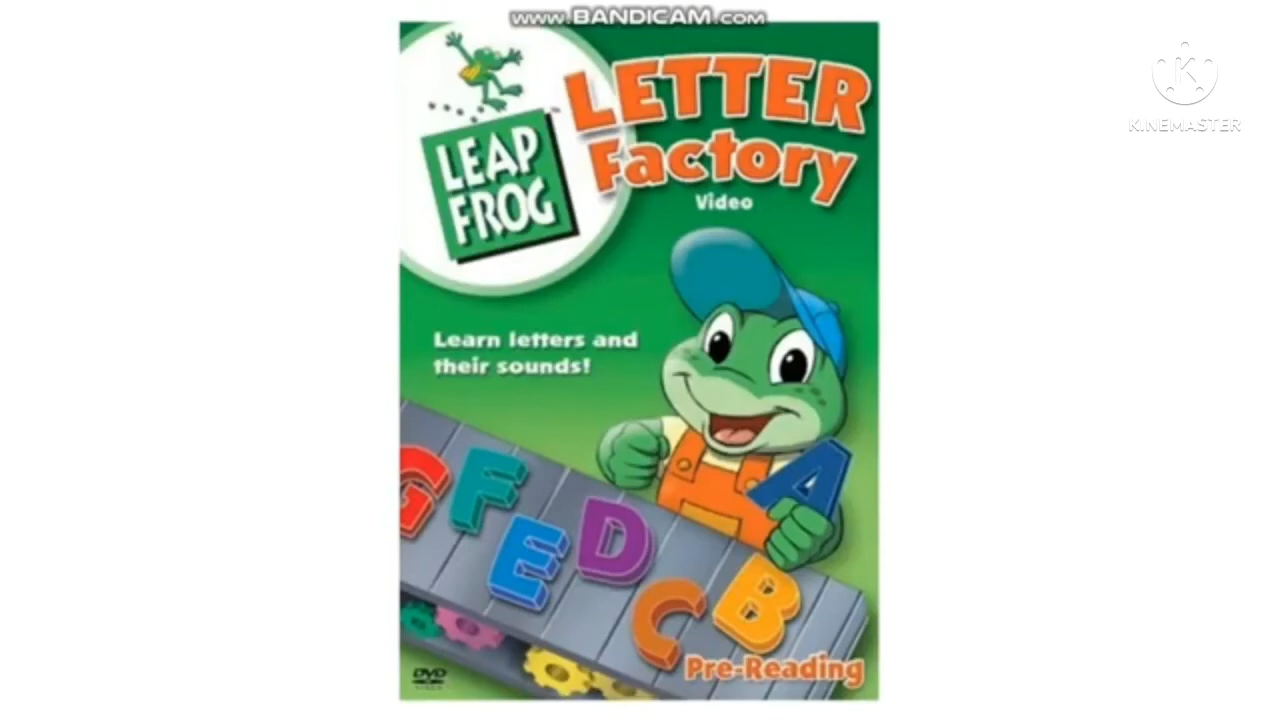 www.BANDICAM.com
KINEMASTER
LETTER
Factory
Video
LEAP
FROG
Learn letters and
their sounds!
A
G F E D C B
Pre-Reading
DVD